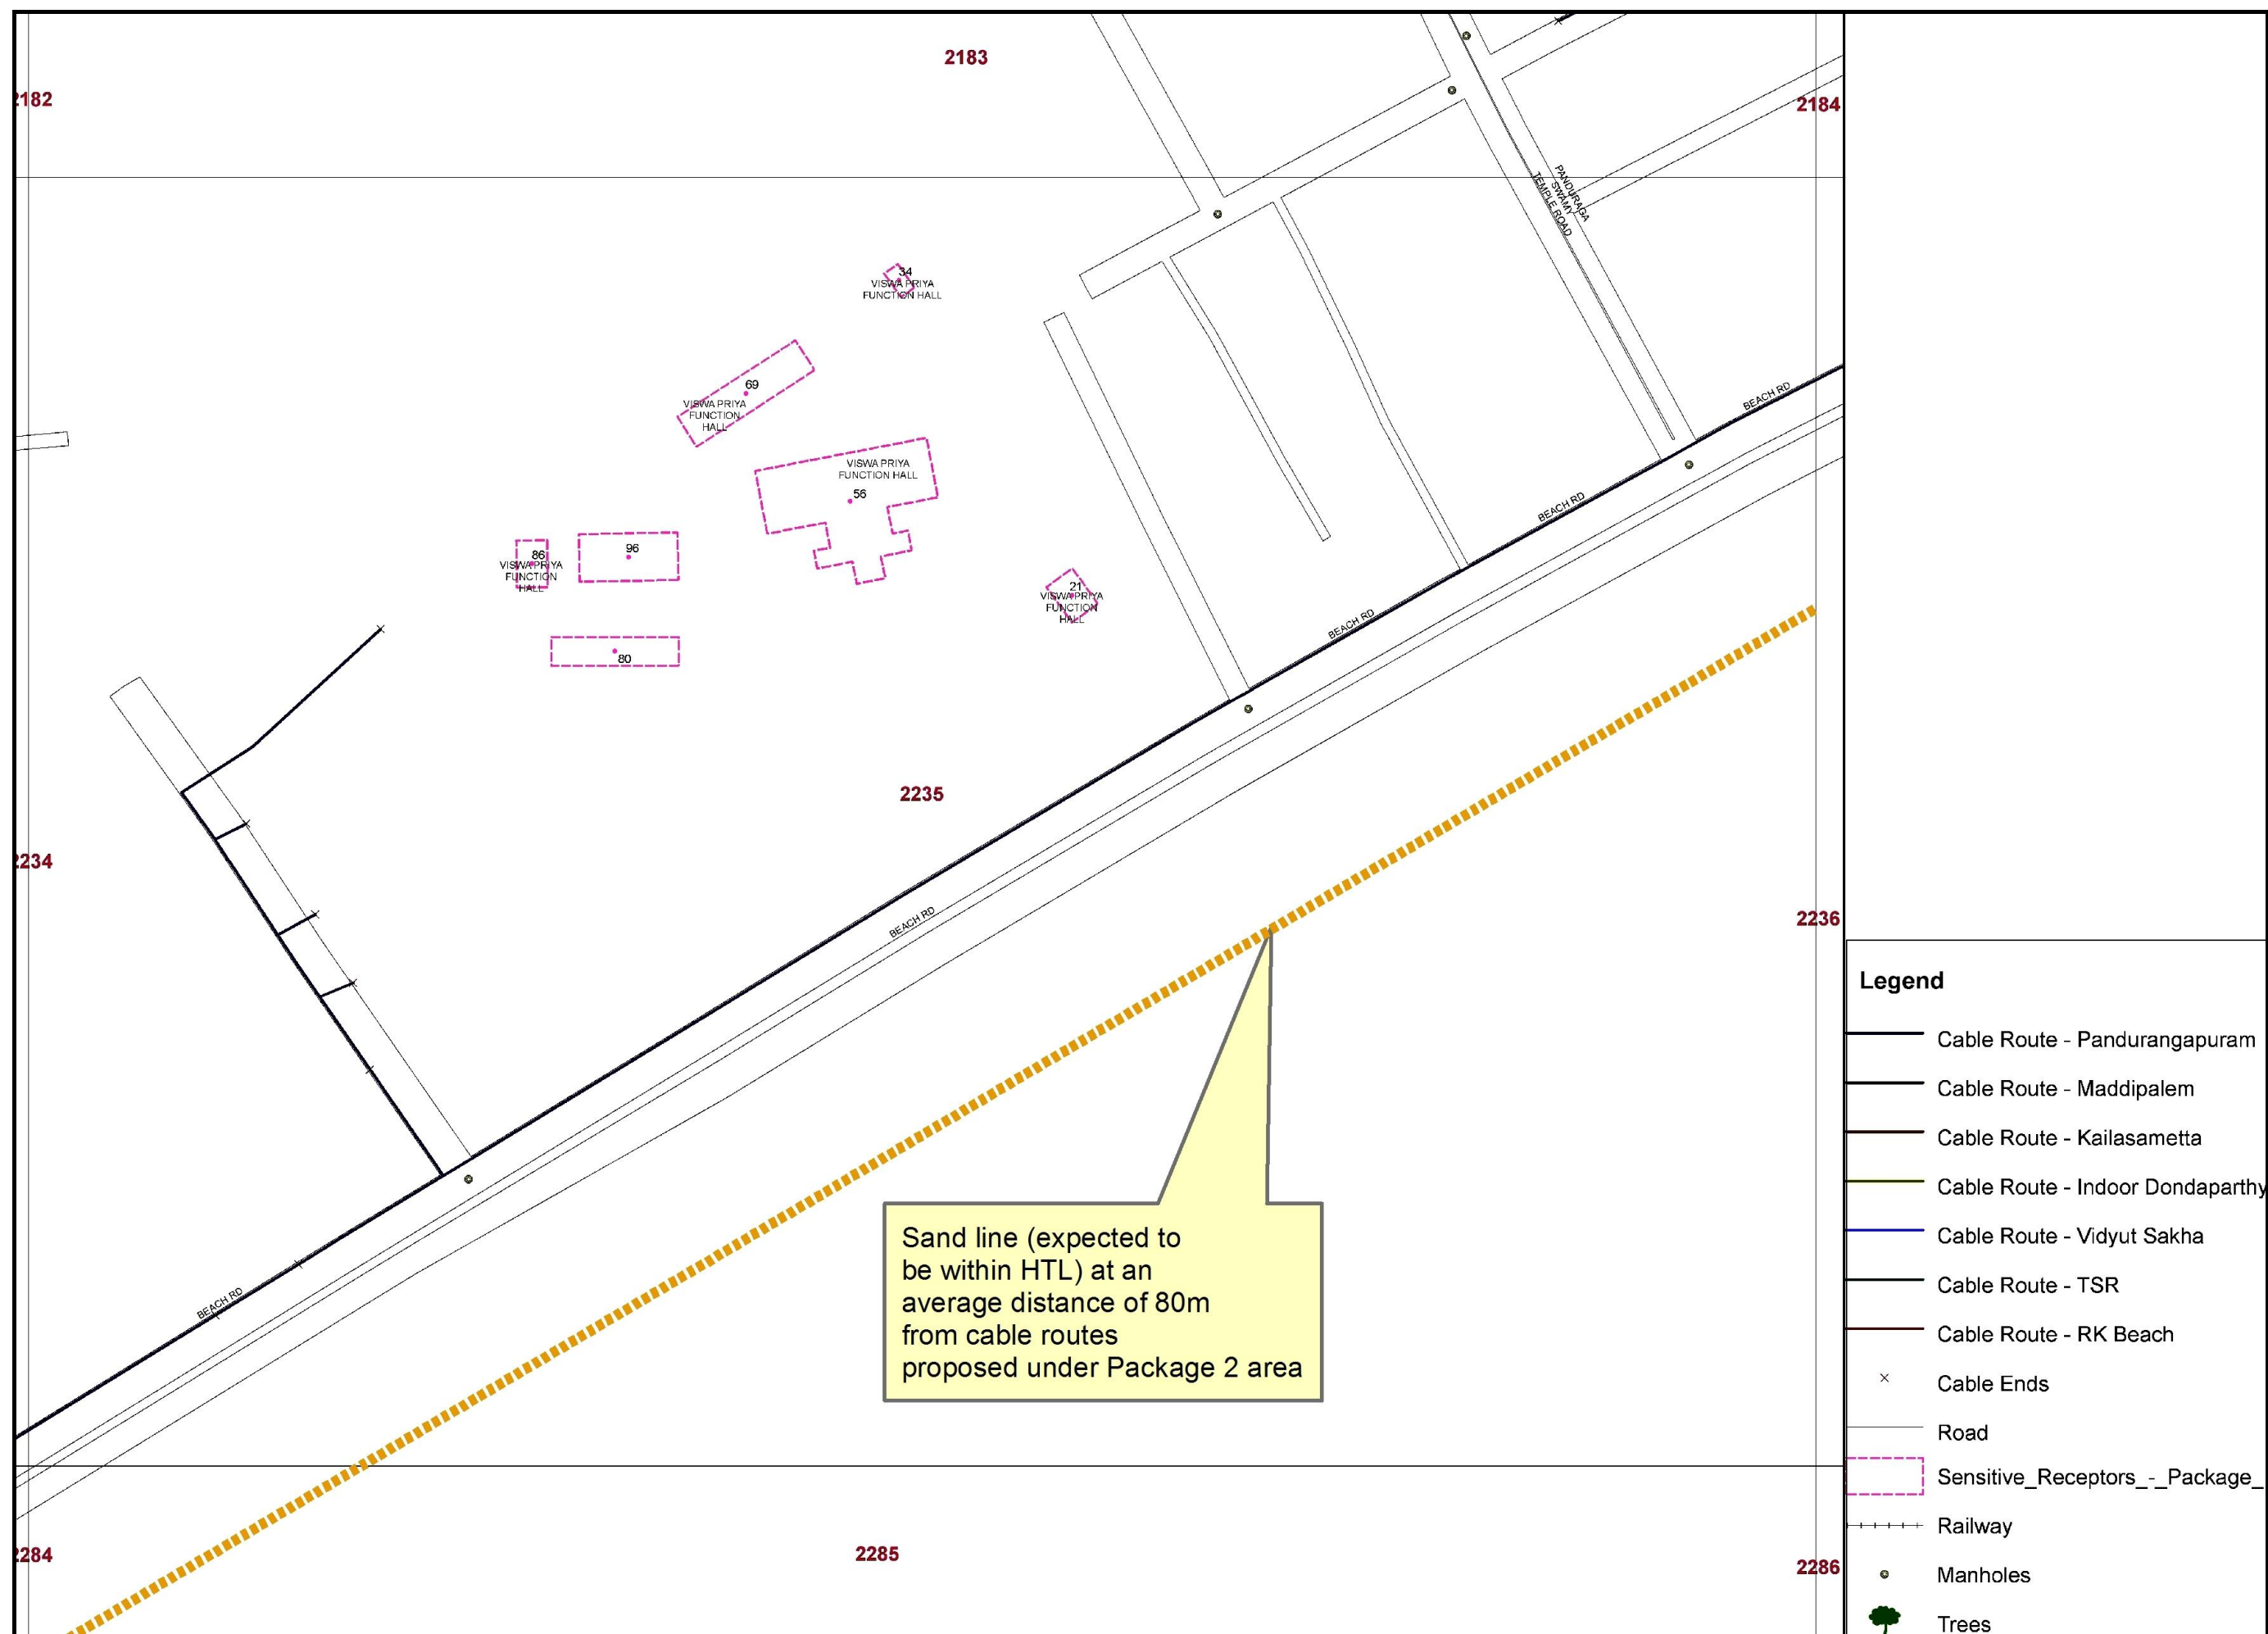 2183
2182
2184
PANDURAGA
SWAMY
TEMPLE ROAD
34
VISWA PRIYA
FUNCTION HALL
69
VISWA PRIYA
FUNCTION
HALL
BEACH RD
VISWA PRIYA
FUNCTION HALL
56
BEACH RD
86
VISWA PRIYA
FUNCTION
HALL
96
21
VISWA PRIYA
FUNCTION
HALL
BEACH RD
80
2235
2234
BEACH RD
2236
Sand line (expected to
be within HTL) at an
average distance of 80m
from cable routes
proposed under Package 2 area
BEACH RD
2284
2285
2286
Legend
Cable Route - Pandurangapuram
Cable Route - Maddipalem
Cable Route - Kailasametta
Cable Route - Indoor Dondaparthy
Cable Route - Vidyut Sakha
Cable Route - TSR
Cable Route - RK Beach
Cable Ends
Road
Sensitive_Receptors_-_Package_
Railway
Manholes
Trees